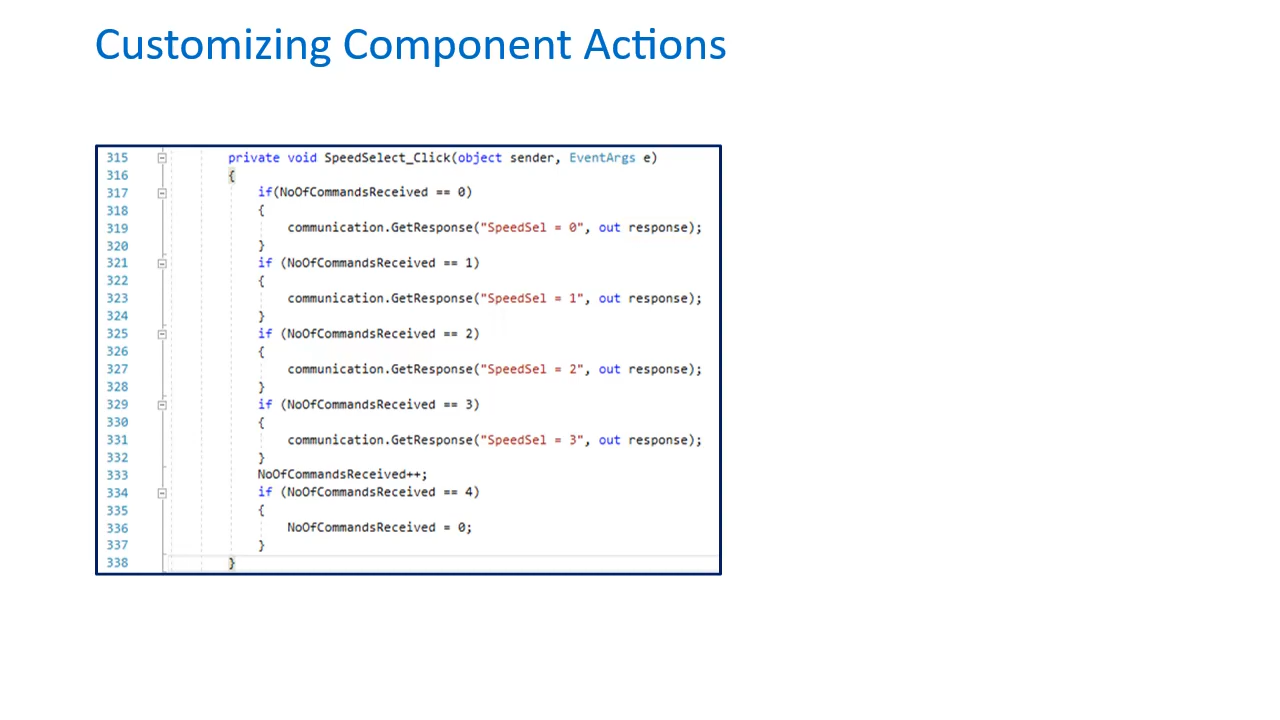 Customizing Component Actions
315 private void SpeedSelect_Click(object sender, EventArgs e)
316 {
317 if(NoOfCommandsReceived == 0)
318 {
319 communication.GetResponse("SpeedSel = 0", out response);
320 }
321 if (NoOfCommandsReceived == 1)
322 {
323 communication.GetResponse("SpeedSel = 1", out response);
324 }
325 if (NoOfCommandsReceived == 2)
326 {
327 communication.GetResponse("SpeedSel = 2", out response);
328 }
329 if (NoOfCommandsReceived == 3)
330 {
331 communication.GetResponse("SpeedSel = 3", out response);
332 }
333 NoOfCommandsReceived++;
334 if (NoOfCommandsReceived == 4)
335 {
336 NoOfCommandsReceived = 0;
337 }
338 }